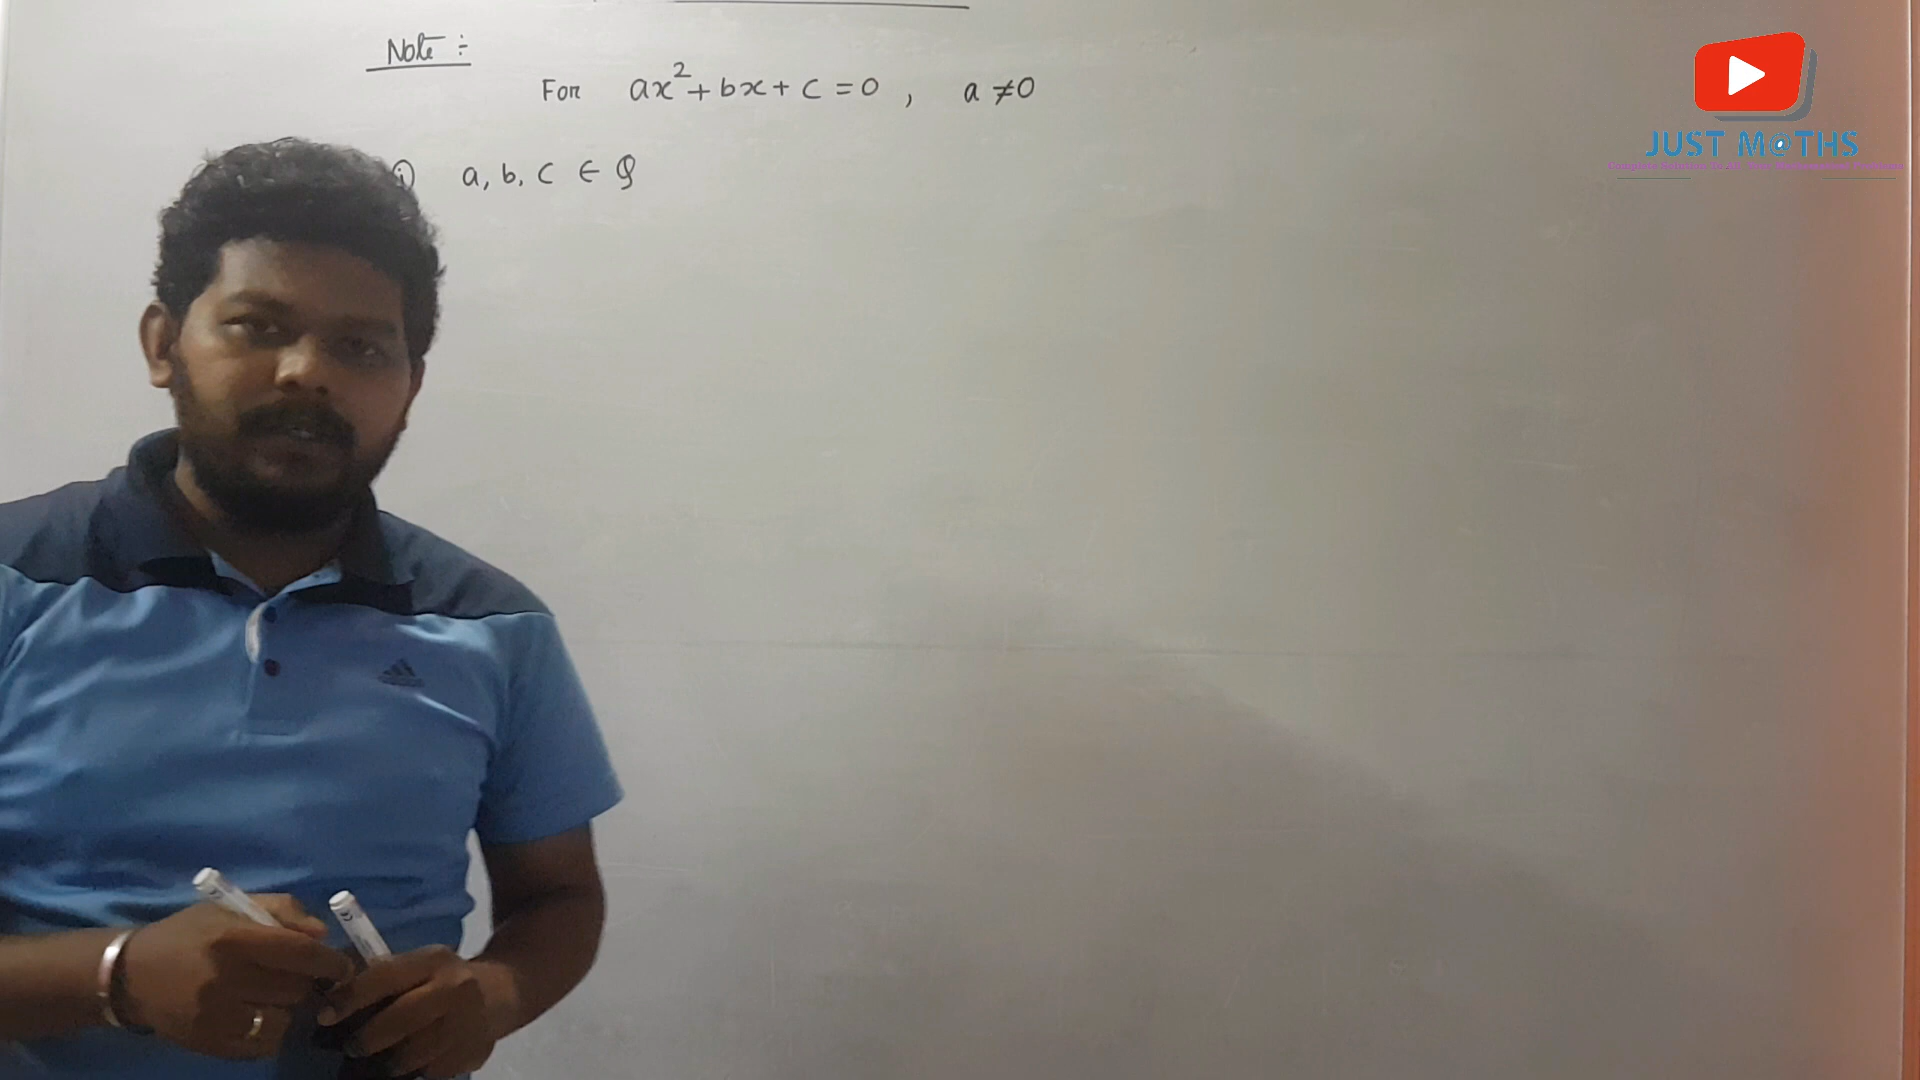 Note :-
For ax² + bx + c = 0 , a ≠ 0
(i) a, b, c ∈ Q
JUST M@THS